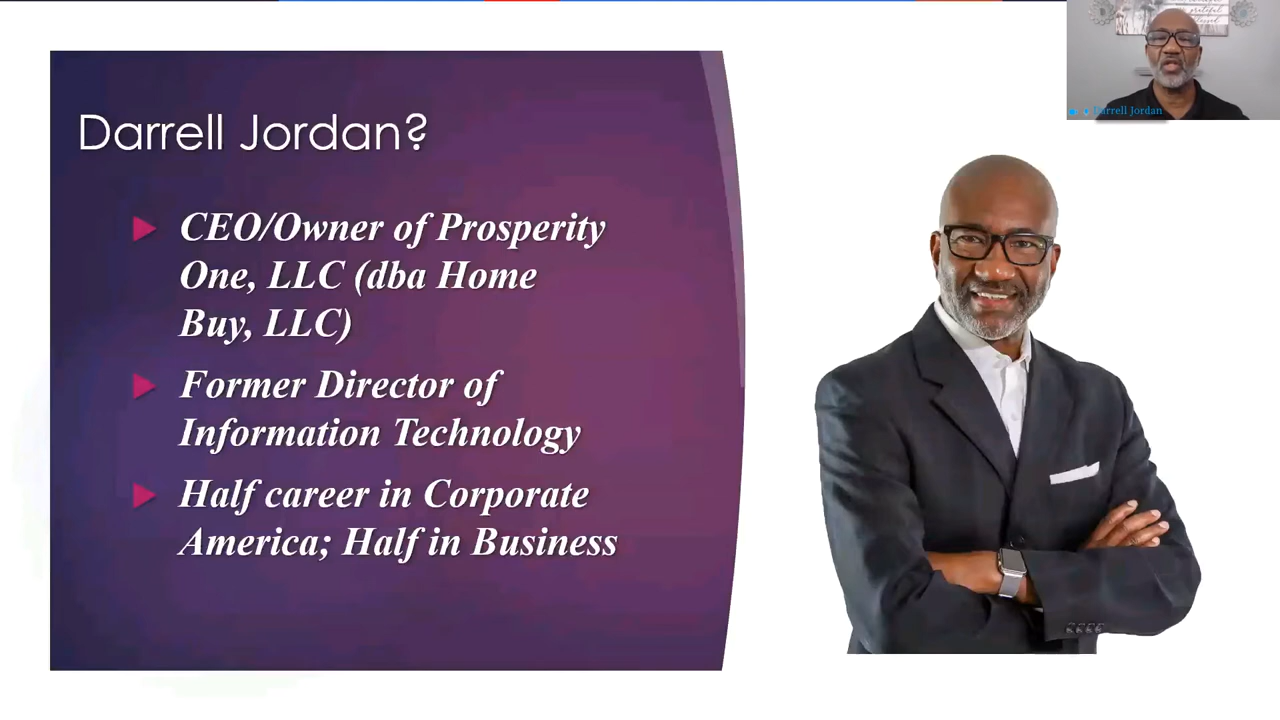 Darrell Jordan?
CEO/Owner of Prosperity
One, LLC (dba Home
Buy, LLC)
Former Director of
Information Technology
Half career in Corporate
America; Half in Business
grateful
Darrell Jordan